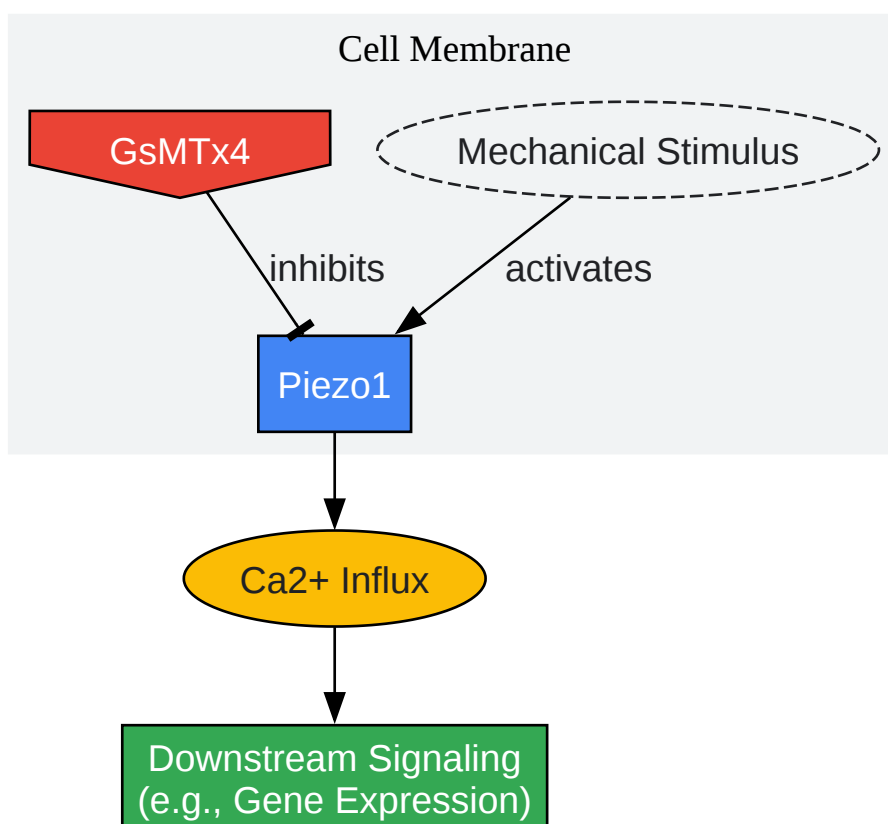 Cell Membrane
GsMTx4
Mechanical Stimulus
inhibits
activates
Piezo1
Ca2+ Influx
Downstream Signaling
(e.g., Gene Expression)